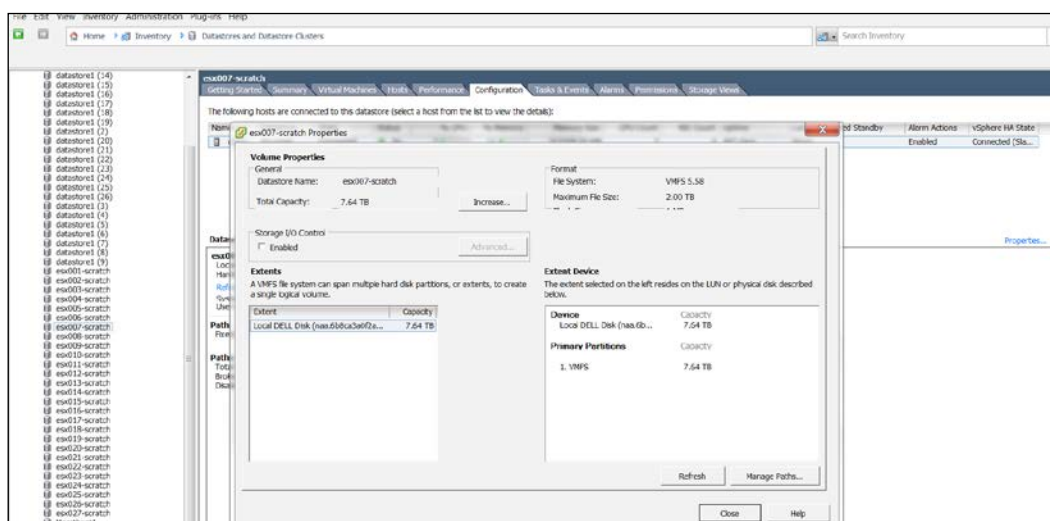 File Edit View Inventory Administration Plug-ins Help
Home Inventory Datastores and Datastore Clusters
Search Inventory
datastore1 (14)
datastore1 (15)
datastore1 (16)
datastore1 (17)
datastore1 (18)
datastore1 (19)
datastore1 (2)
datastore1 (20)
datastore1 (21)
datastore1 (22)
datastore1 (23)
datastore1 (24)
datastore1 (25)
datastore1 (26)
datastore1 (3)
datastore1 (4)
datastore1 (5)
datastore1 (6)
datastore1 (7)
datastore1 (8)
datastore1 (9)
esx001-scratch
esx002-scratch
esx003-scratch
esx004-scratch
esx005-scratch
esx006-scratch
esx007-scratch
esx008-scratch
esx009-scratch
esx010-scratch
esx011-scratch
esx012-scratch
esx013-scratch
esx014-scratch
esx015-scratch
esx016-scratch
esx017-scratch
esx018-scratch
esx019-scratch
esx020-scratch
esx021-scratch
esx022-scratch
esx023-scratch
esx024-scratch
esx025-scratch
esx026-scratch
esx027-scratch
esx007-scratch
Getting Started Summary Virtual Machines Hosts Performance Configuration Tasks & Events Alarms Permissions Storage Views
The following hosts are connected to this datastore (select a host from the list to view the details):
ed Standby Alarm Actions vSphere HA State
Enabled Connected (Sla...
Properties...
esx007-scratch Properties
Volume Properties
General
Datastore Name: esx007-scratch
Total Capacity: 7.64 TB
Increase...
Format
File System: VMFS 5.58
Maximum File Size: 2.00 TB
Storage I/O Control
Enabled
Advanced...
Extents
A VMFS file system can span multiple hard disk partitions, or extents, to create
a single logical volume.
Extent Capacity
7.64 TB
Extent Device
The extent selected on the left resides on the LUN or physical disk described
below.
Device Capacity
Local DELL Disk (naa.6b... 7.64 TB
Primary Partitions Capacity
1. VMFS 7.64 TB
Refresh Manage Paths...
Close Help